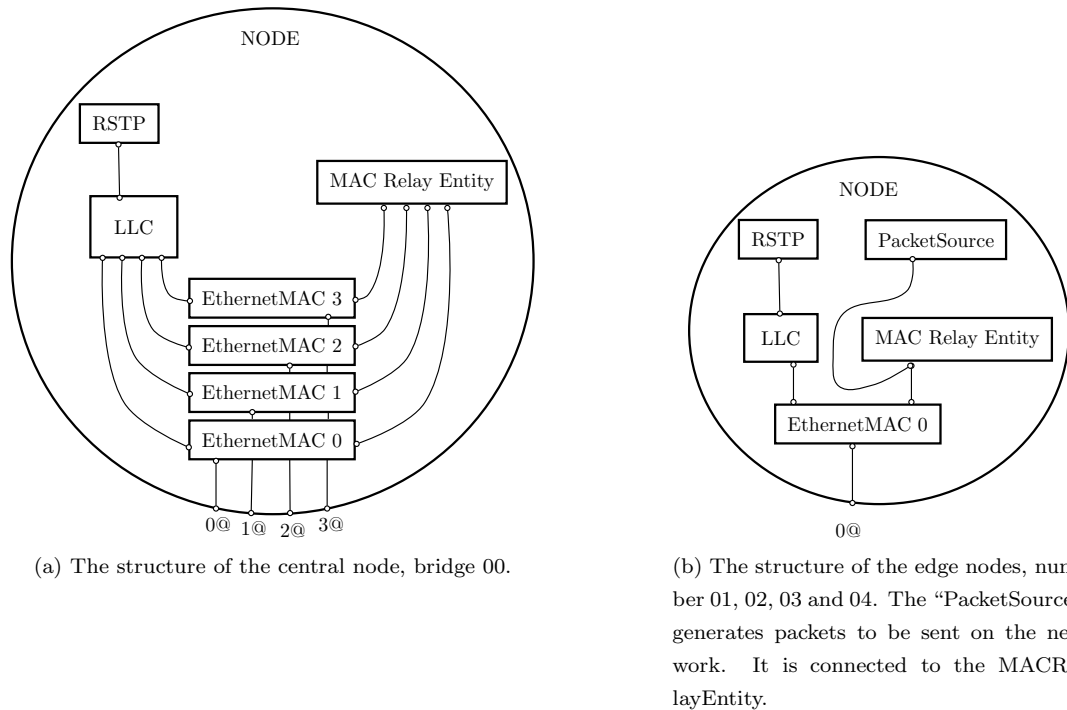 NODE
RSTP
MAC Relay Entity
LLC
EthernetMAC 3
EthernetMAC 2
EthernetMAC 1
EthernetMAC 0
0@ 1@ 2@ 3@
(a) The structure of the central node, bridge 00.
NODE
RSTP PacketSource
LLC MAC Relay Entity
EthernetMAC 0
0@
(b) The structure of the edge nodes, num
ber 01, 02, 03 and 04. The “PacketSource
generates packets to be sent on the ne
work. It is connected to the MACR
layEntity.